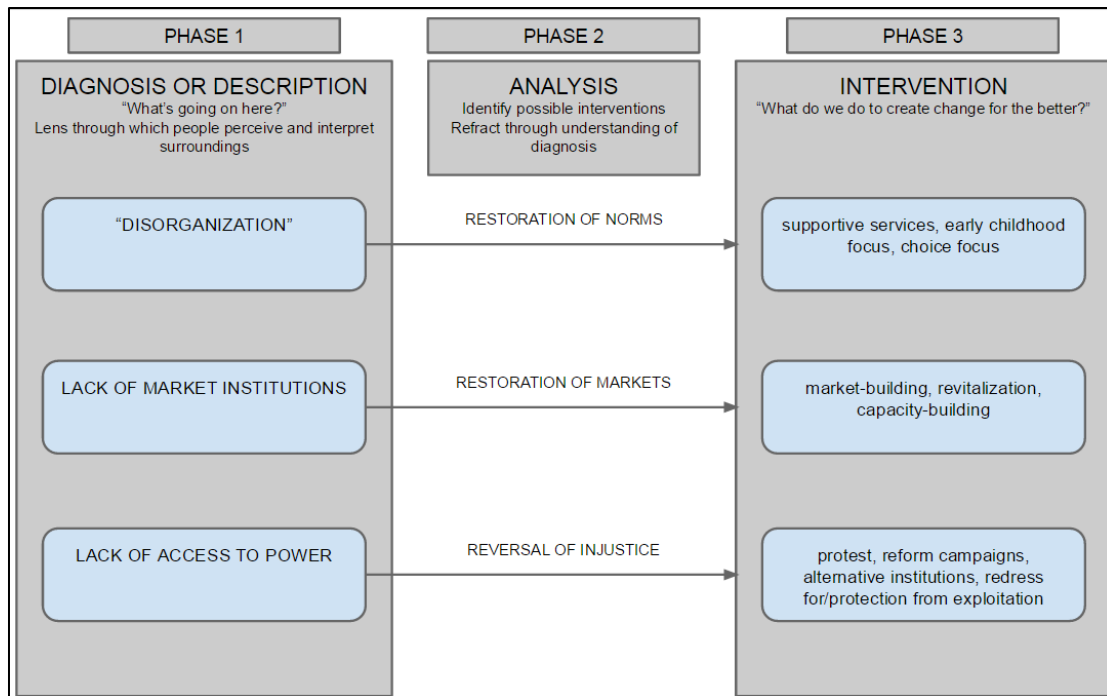 PHASE 1
PHASE 2
PHASE 3
DIAGNOSIS OR DESCRIPTION
“What’s going on here?”
Lens through which people perceive and interpret
surroundings
ANALYSIS
Identify possible interventions
Refract through understanding of
diagnosis
INTERVENTION
“What do we do to create change for the better?”
“DISORGANIZATION”
RESTORATION OF NORMS
supportive services, early childhood
focus, choice focus
LACK OF MARKET INSTITUTIONS
RESTORATION OF MARKETS
market-building, revitalization,
capacity-building
LACK OF ACCESS TO POWER
REVERSAL OF INJUSTICE
protest, reform campaigns,
alternative institutions, redress
for/protection from exploitation